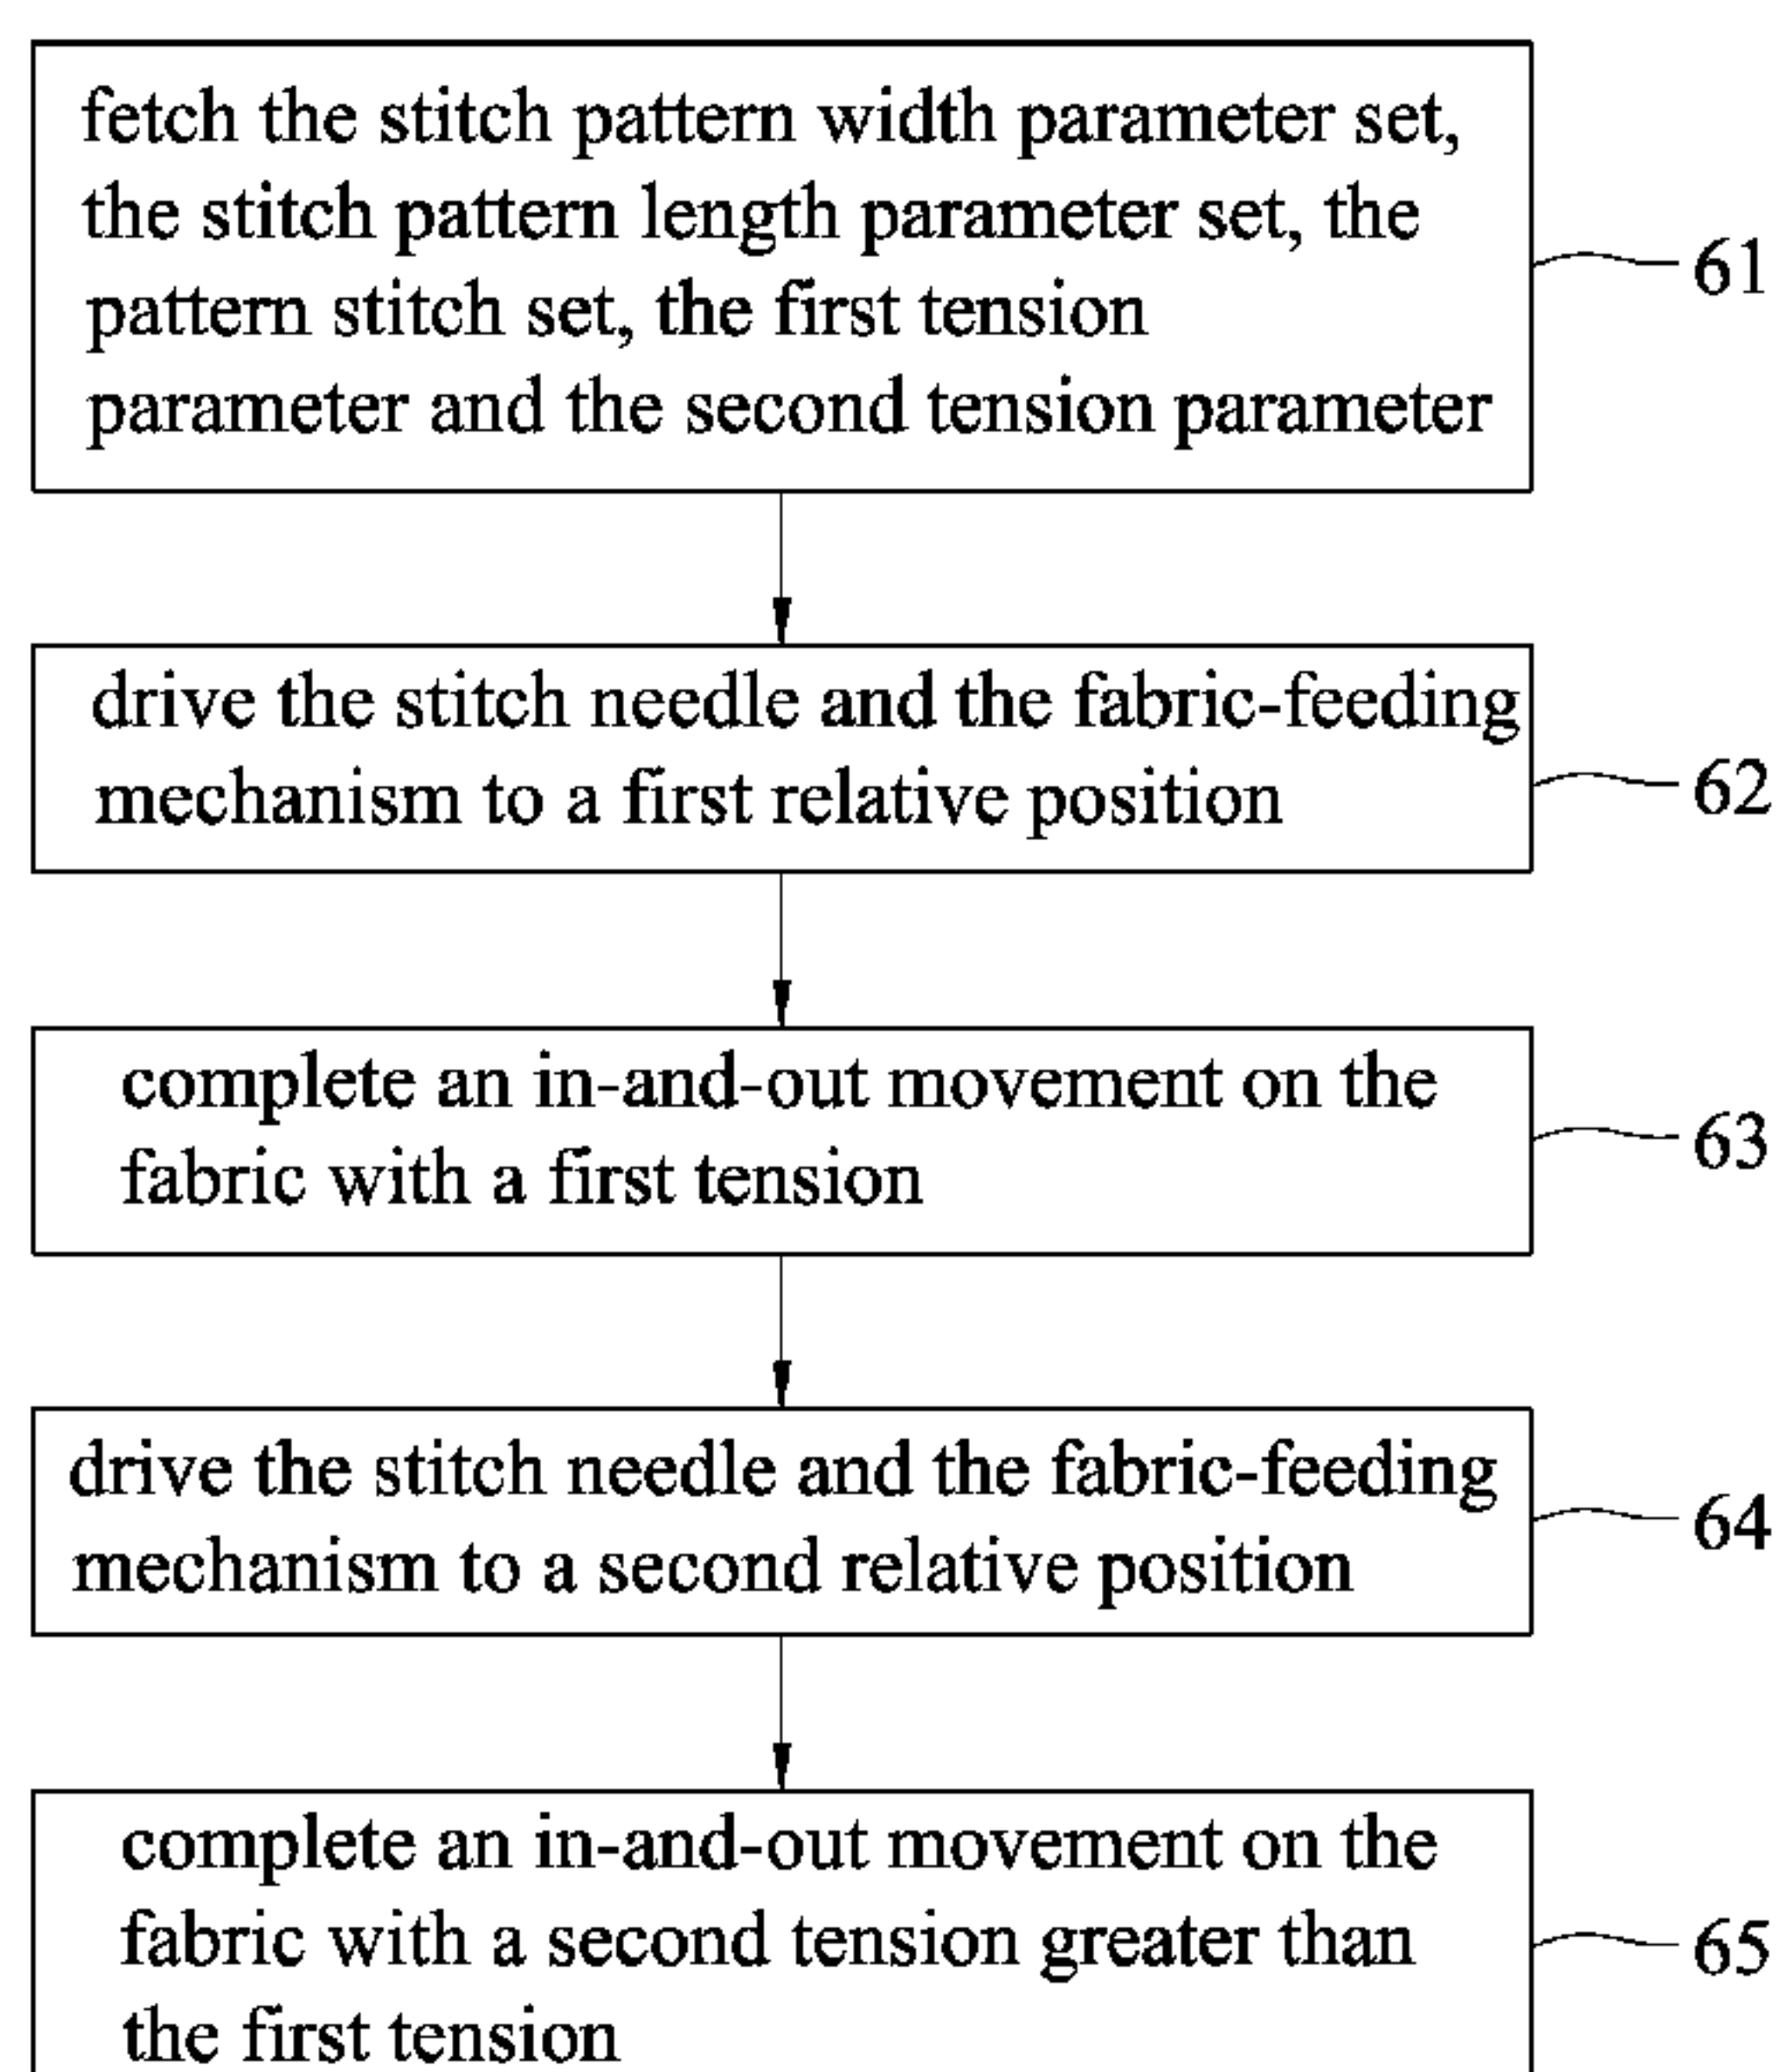 fetch the stitch pattern width parameter set,
the stitch pattern length parameter set, the
pattern stitch set, the first tension
parameter and the second tension parameter
61
drive the stitch needle and the fabric-feeding
mechanism to a first relative position
62
complete an in-and-out movement on the
fabric with a first tension
63
drive the stitch needle and the fabric-feeding
mechanism to a second relative position
64
complete an in-and-out movement on the
fabric with a second tension greater than
the first tension
65